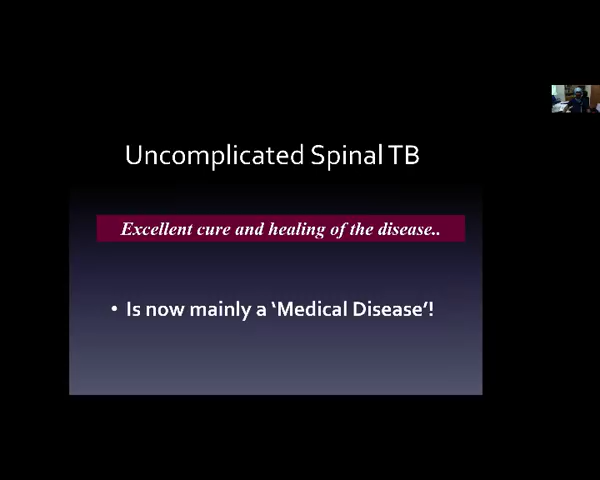 Uncomplicated Spinal TB
Excellent cure and healing of the disease..
• Is now mainly a ‘Medical Disease’!